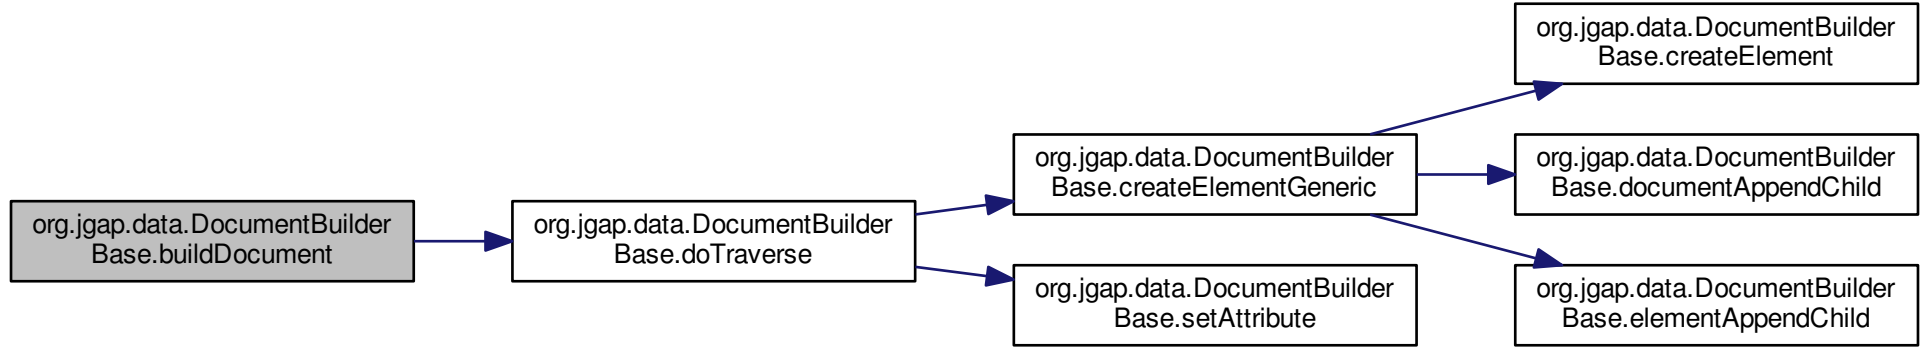 org.jgap.data.DocumentBuilder
Base.buildDocument
org.jgap.data.DocumentBuilder
Base.doTraverse
org.jgap.data.DocumentBuilder
Base.createElementGeneric
org.jgap.data.DocumentBuilder
Base.setAttribute
org.jgap.data.DocumentBuilder
Base.createElement
org.jgap.data.DocumentBuilder
Base.documentAppendChild
org.jgap.data.DocumentBuilder
Base.elementAppendChild